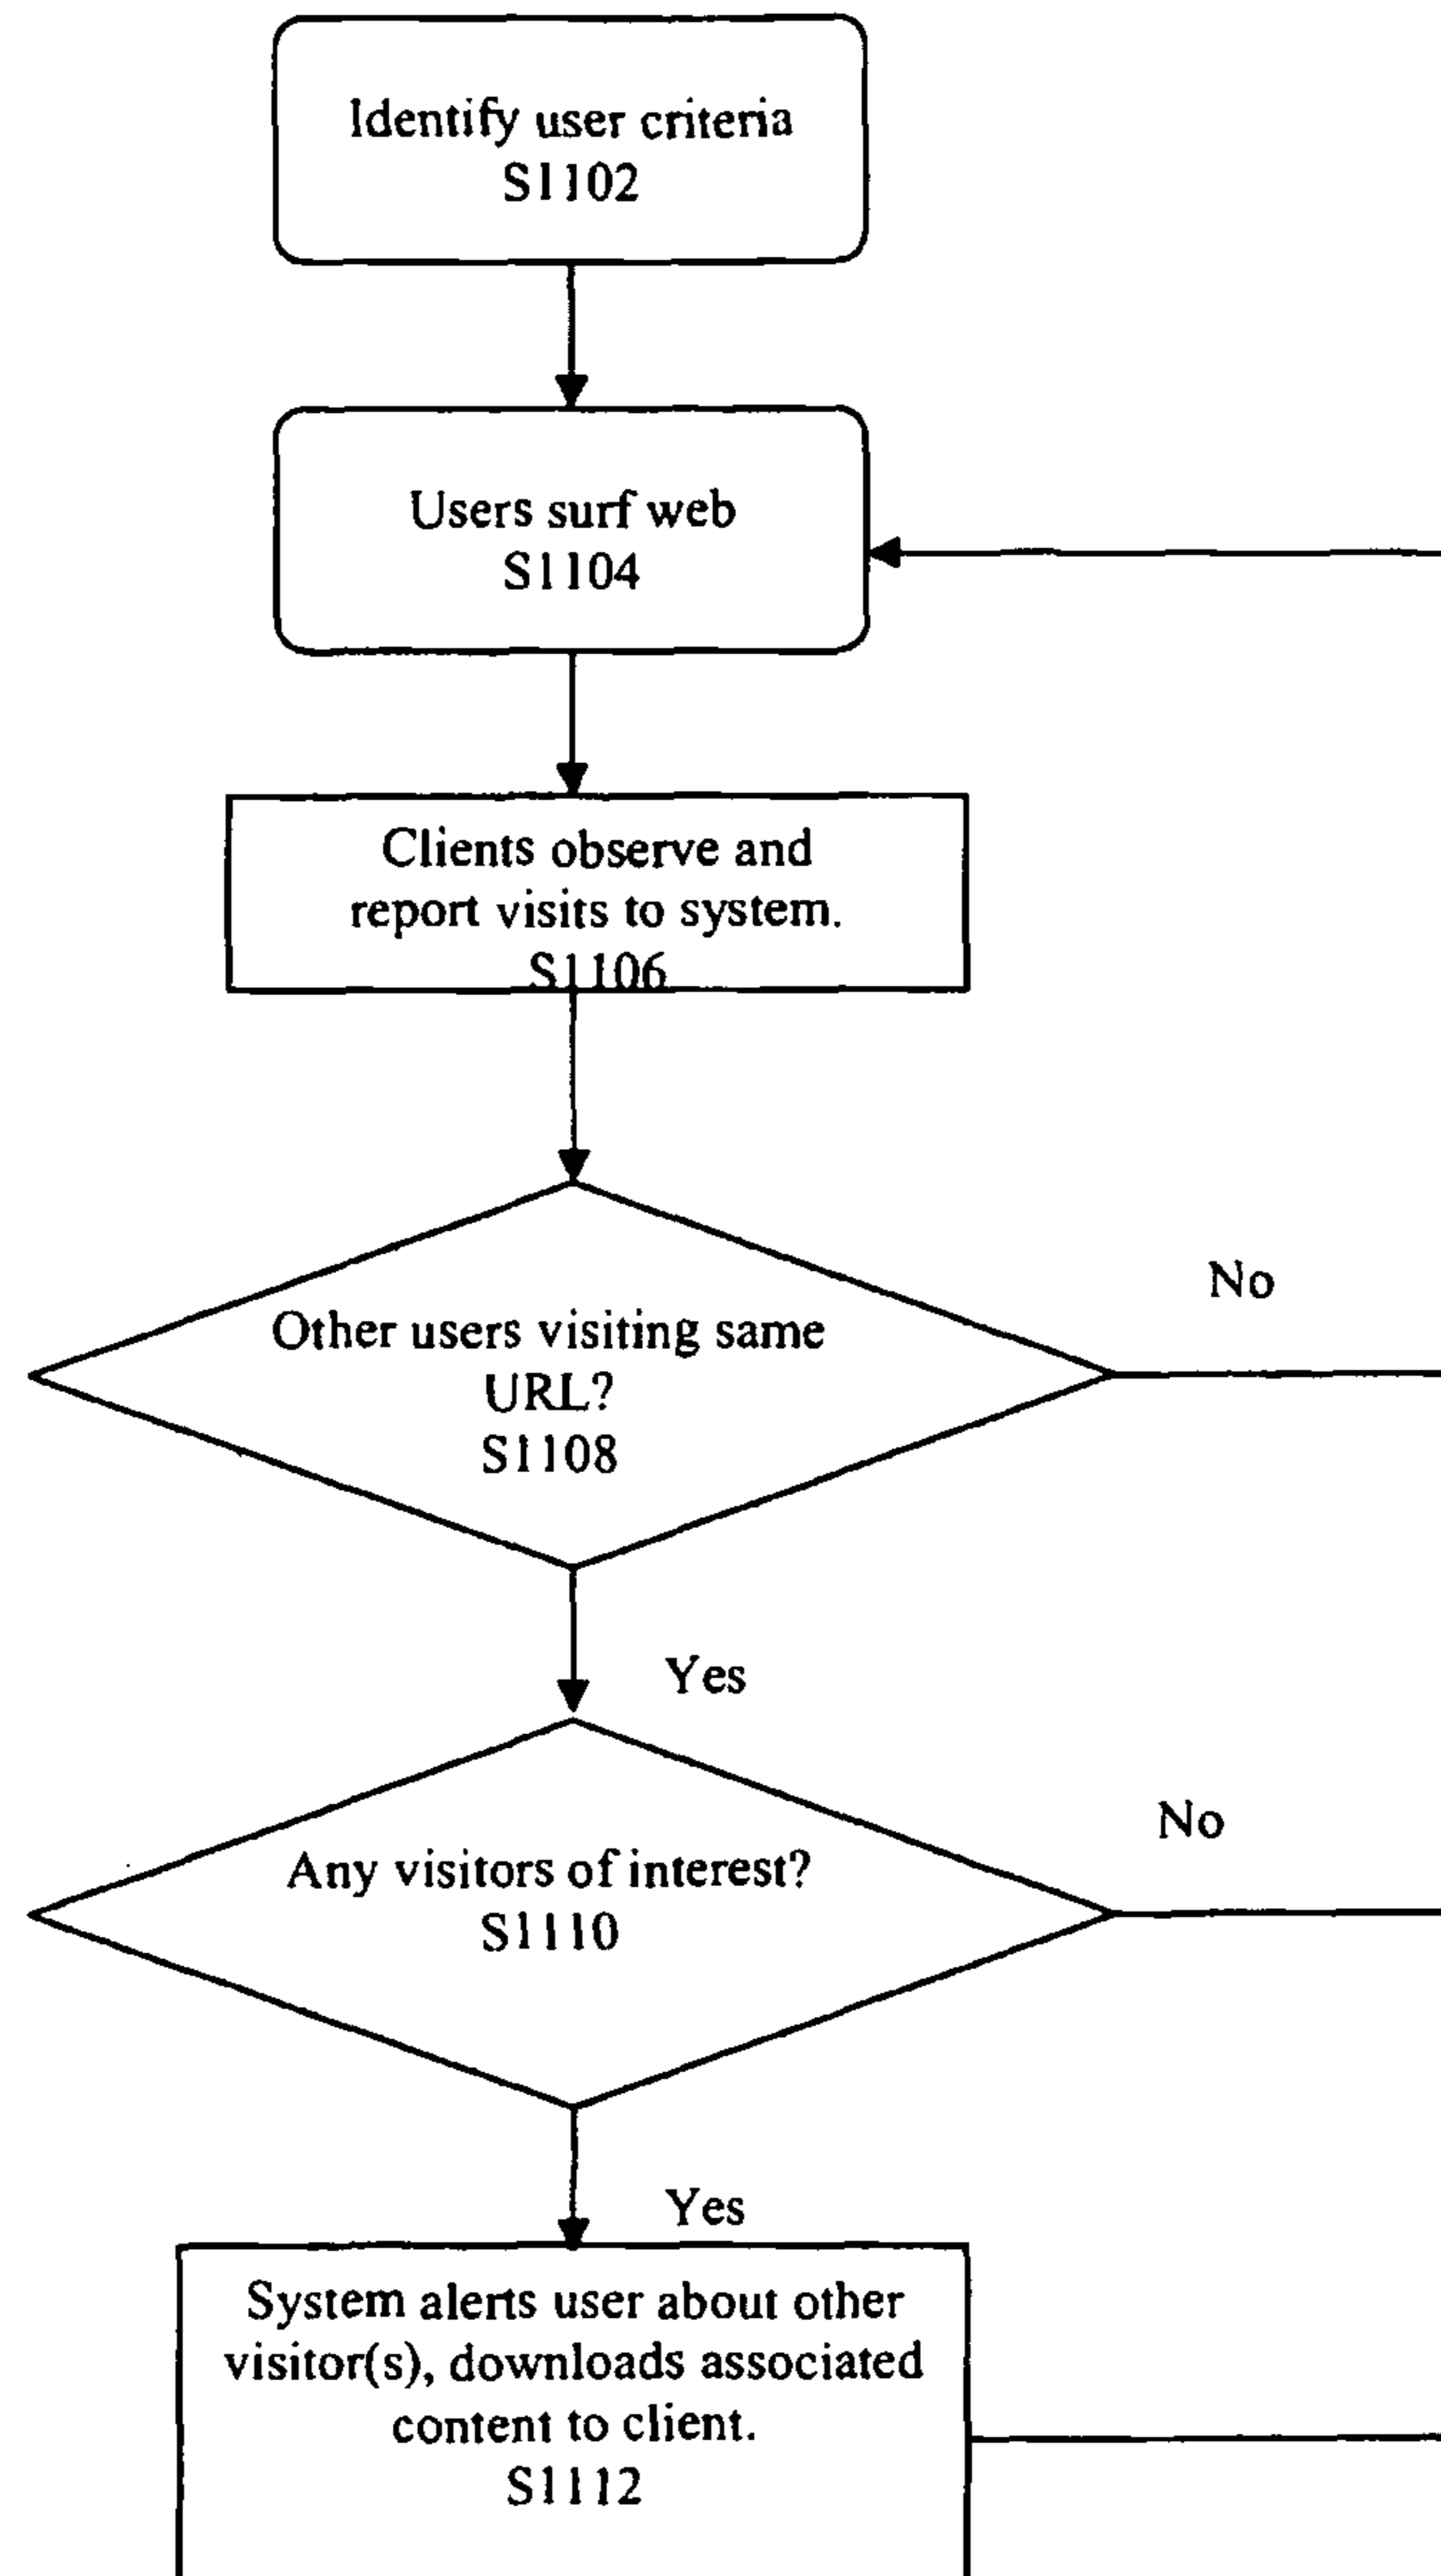 Identify user criteria
S1102
Users surf web
S1104
Clients observe and
report visits to system.
S1106
Other users visiting same
URL?
S1108
No
Yes
Any visitors of interest?
S1110
No
Yes
System alerts user about other
visitor(s), downloads associated
content to client.
S1112